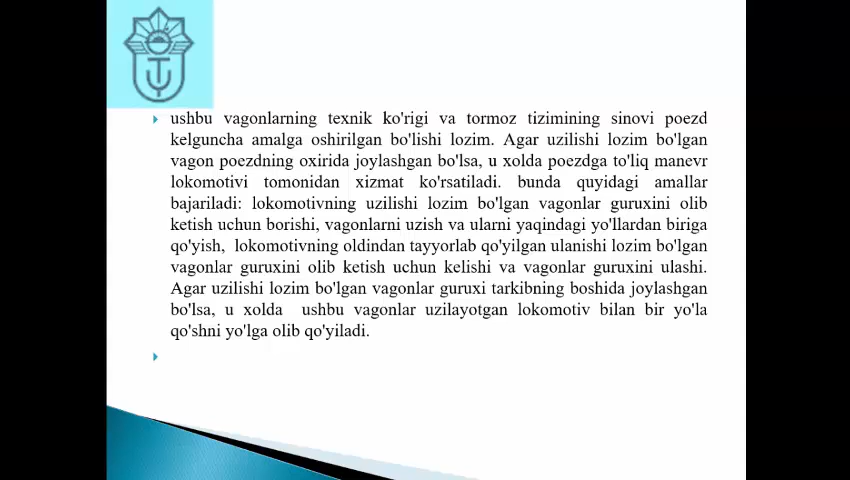 ushbu vagonlarning texnik ko'rigi va tormoz tizimining sinovi poezd
kelguncha amalga oshirilgan bo'lishi lozim. Agar uzilishi lozim bo'lgan
vagon poezdning oxirida joylashgan bo'lsa, u xolda poezdga to'liq manevr
lokomotivi tomonidan xizmat ko'rsatiladi. bunda quyidagi amallar
bajariladi: lokomotivning uzilishi lozim bo'lgan vagonlar guruxini olib
ketish uchun borishi, vagonlarni uzish va ularni yaqindagi yo'llardan biriga
qo'yish, lokomotivning oldindan tayyorlab qo'yilgan ulanishi lozim bo'lgan
vagonlar guruxini olib ketish uchun kelishi va vagonlar guruxini ulashi.
Agar uzilishi lozim bo'lgan vagonlar guruxi tarkibning boshida joylashgan
bo'lsa, u xolda ushbu vagonlar uzilayotgan lokomotiv bilan bir yo'la
qo'shni yo'lga olib qo'yiladi.